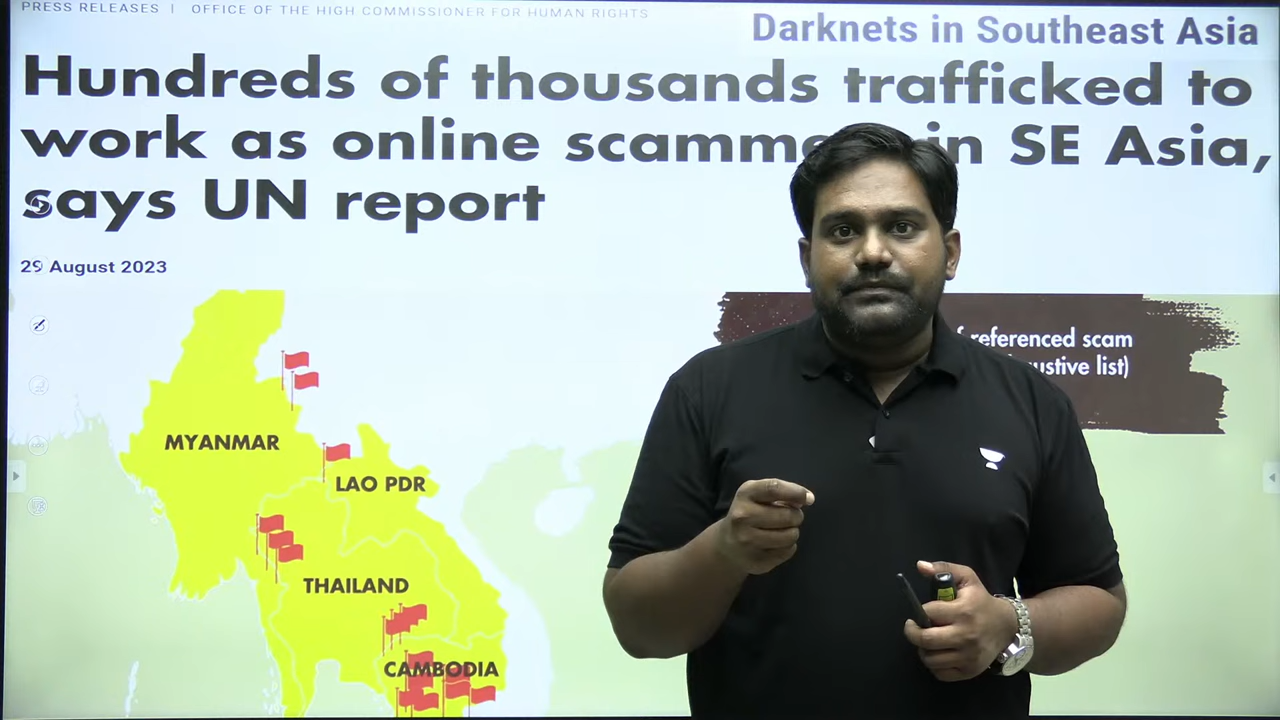 PRESS RELEASES | OFFICE OF THE HIGH COMMISSIONER FOR HUMAN RIGHTS
Darknets in Southeast Asia
Hundreds of thousands trafficked to
work as online scamme in SE Asia,
says UN report
29 August 2023
referenced scam
ustive list)
MYANMAR
LAO PDR
THAILAND
CAMBODIA